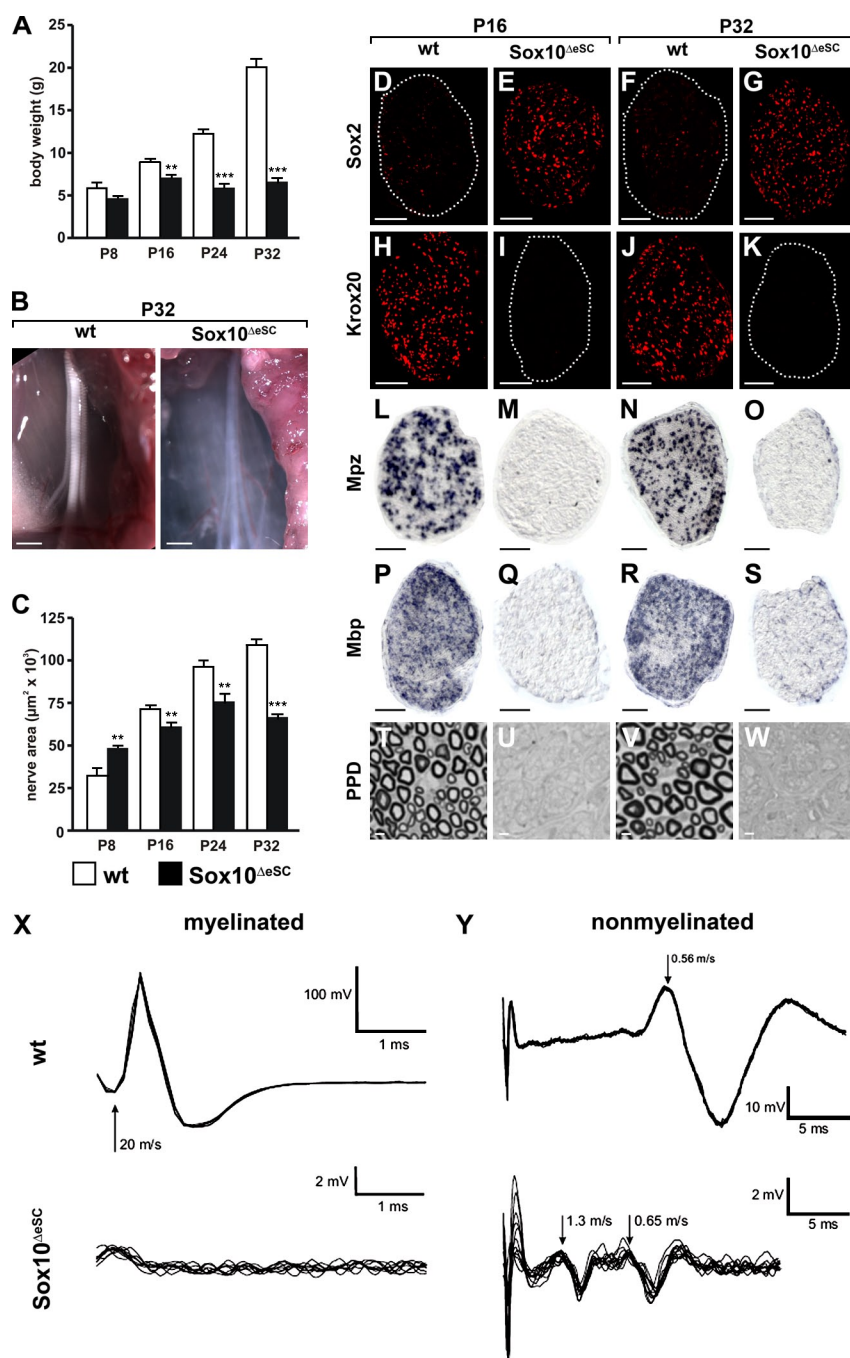 A
body weight (g)
25
20
15
10
5
0
** *** ***
P8 P16 P24 P32
B
P32
wt Sox10ΔeSC
C
nerve area (µm² x 10³)
125
100
75
50
25
0
** ** ** ***
P8 P16 P24 P32
wt Sox10ΔeSC
P16 P32
wt Sox10ΔeSC wt Sox10ΔeSC
Sox2 D E F G
Krox20 H I J K
Mpz L M N O
Mbp P Q R S
PPD T U V W
X myelinated
wt
100 mV
1 ms
20 m/s
Sox10ΔeSC
2 mV
1 ms
Y nonmyelinated
0.56 m/s
10 mV
5 ms
2 mV
5 ms
1.3 m/s 0.65 m/s